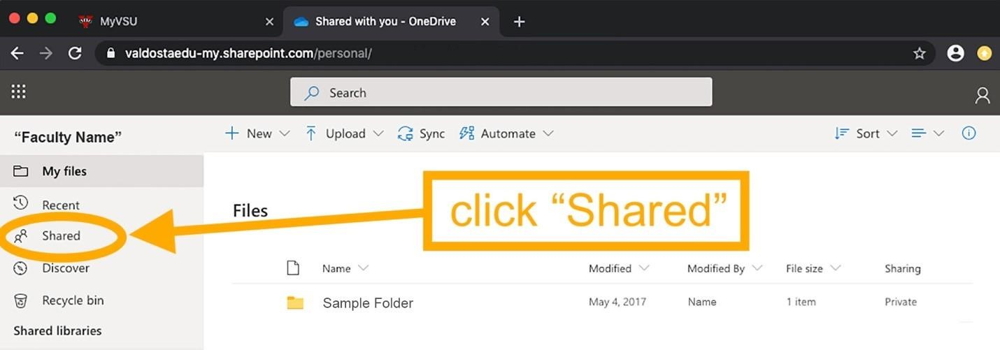 MyVSU
Shared with you - OneDrive
valdostaedu-my.sharepoint.com/personal/
Search
“Faculty Name”
New
Upload
Sync
Automate
Sort
My files
Recent
Shared
Discover
Recycle bin
Shared libraries
click “Shared”
Files
Name
Modified
Modified By
File size
Sharing
Sample Folder
May 4, 2017
Name
1 item
Private